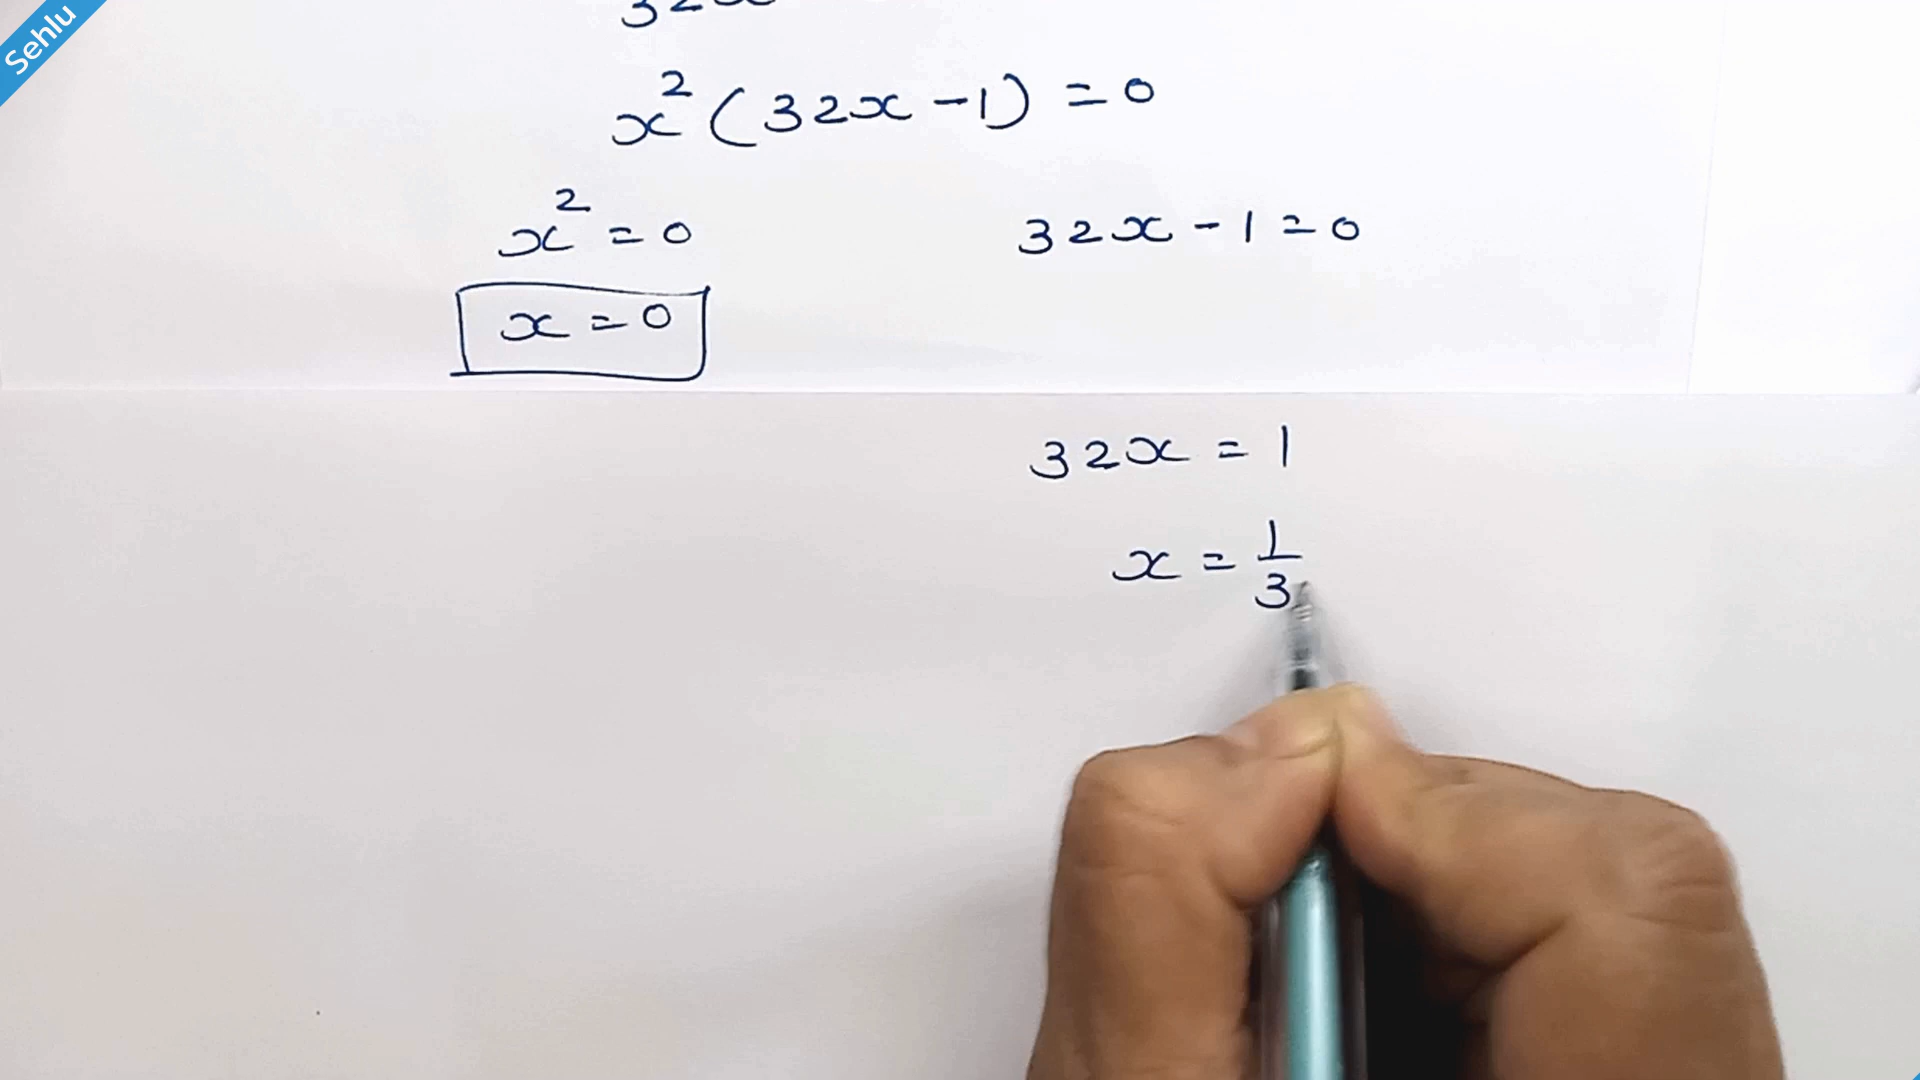 Sehlu
x² (32x - 1) = 0
x² = 0 32x - 1 = 0
x = 0
32x = 1
x = 1/3